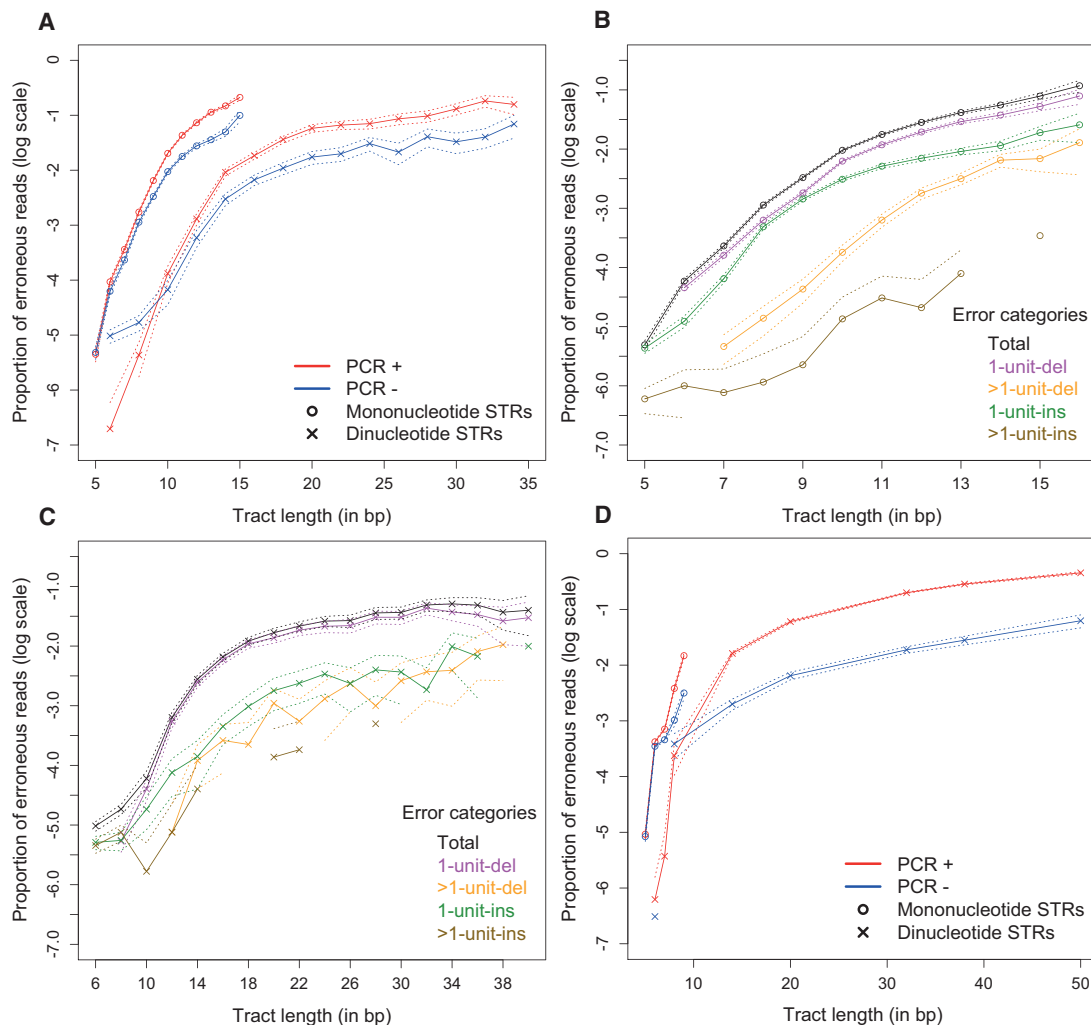 A
Proportion of erroneous reads (log scale)
0
-1
-2
-3
-4
-5
-6
-7
PCR +
PCR -
Mononucleotide STRs
Dinucleotide STRs
5 10 15 20 25 30 35
Tract length (in bp)
B
Proportion of erroneous reads (log scale)
-1.0
-2.0
-3.0
-4.0
-5.0
-6.0
-7.0
Error categories
Total
1-unit-del
>1-unit-del
1-unit-ins
>1-unit-ins
5 7 9 11 13 15
Tract length (in bp)
C
Proportion of erroneous reads (log scale)
-1.0
-2.0
-3.0
-4.0
-5.0
-6.0
-7.0
Error categories
Total
1-unit-del
>1-unit-del
1-unit-ins
>1-unit-ins
6 10 14 18 22 26 30 34 38
Tract length (in bp)
D
Proportion of erroneous reads (log scale)
0
-1
-2
-3
-4
-5
-6
-7
PCR +
PCR -
Mononucleotide STRs
Dinucleotide STRs
10 20 30 40 50
Tract length (in bp)